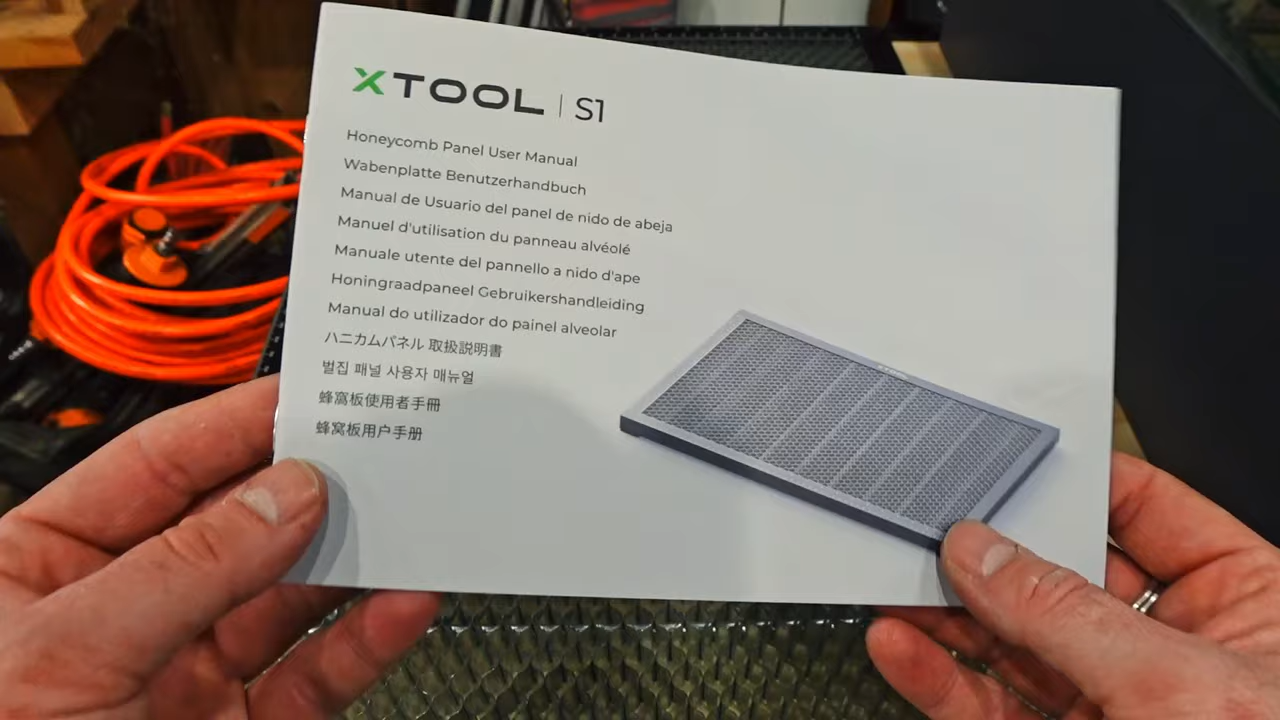 XTOOL | S1
Honeycomb Panel User Manual
Wabenplatte Benutzerhandbuch
Manual de Usuario del panel de nido de abeja
Manuel d'utilisation du panneau alvéolé
Manuale utente del pannello a nido d'ape
Honingraadpaneel Gebruikershandleiding
Manual do utilizador do painel alveolar
ハニカムパネル 取扱説明書
벌집 패널 사용자 매뉴얼
蜂窩板使用者手冊
蜂窝板用户手册